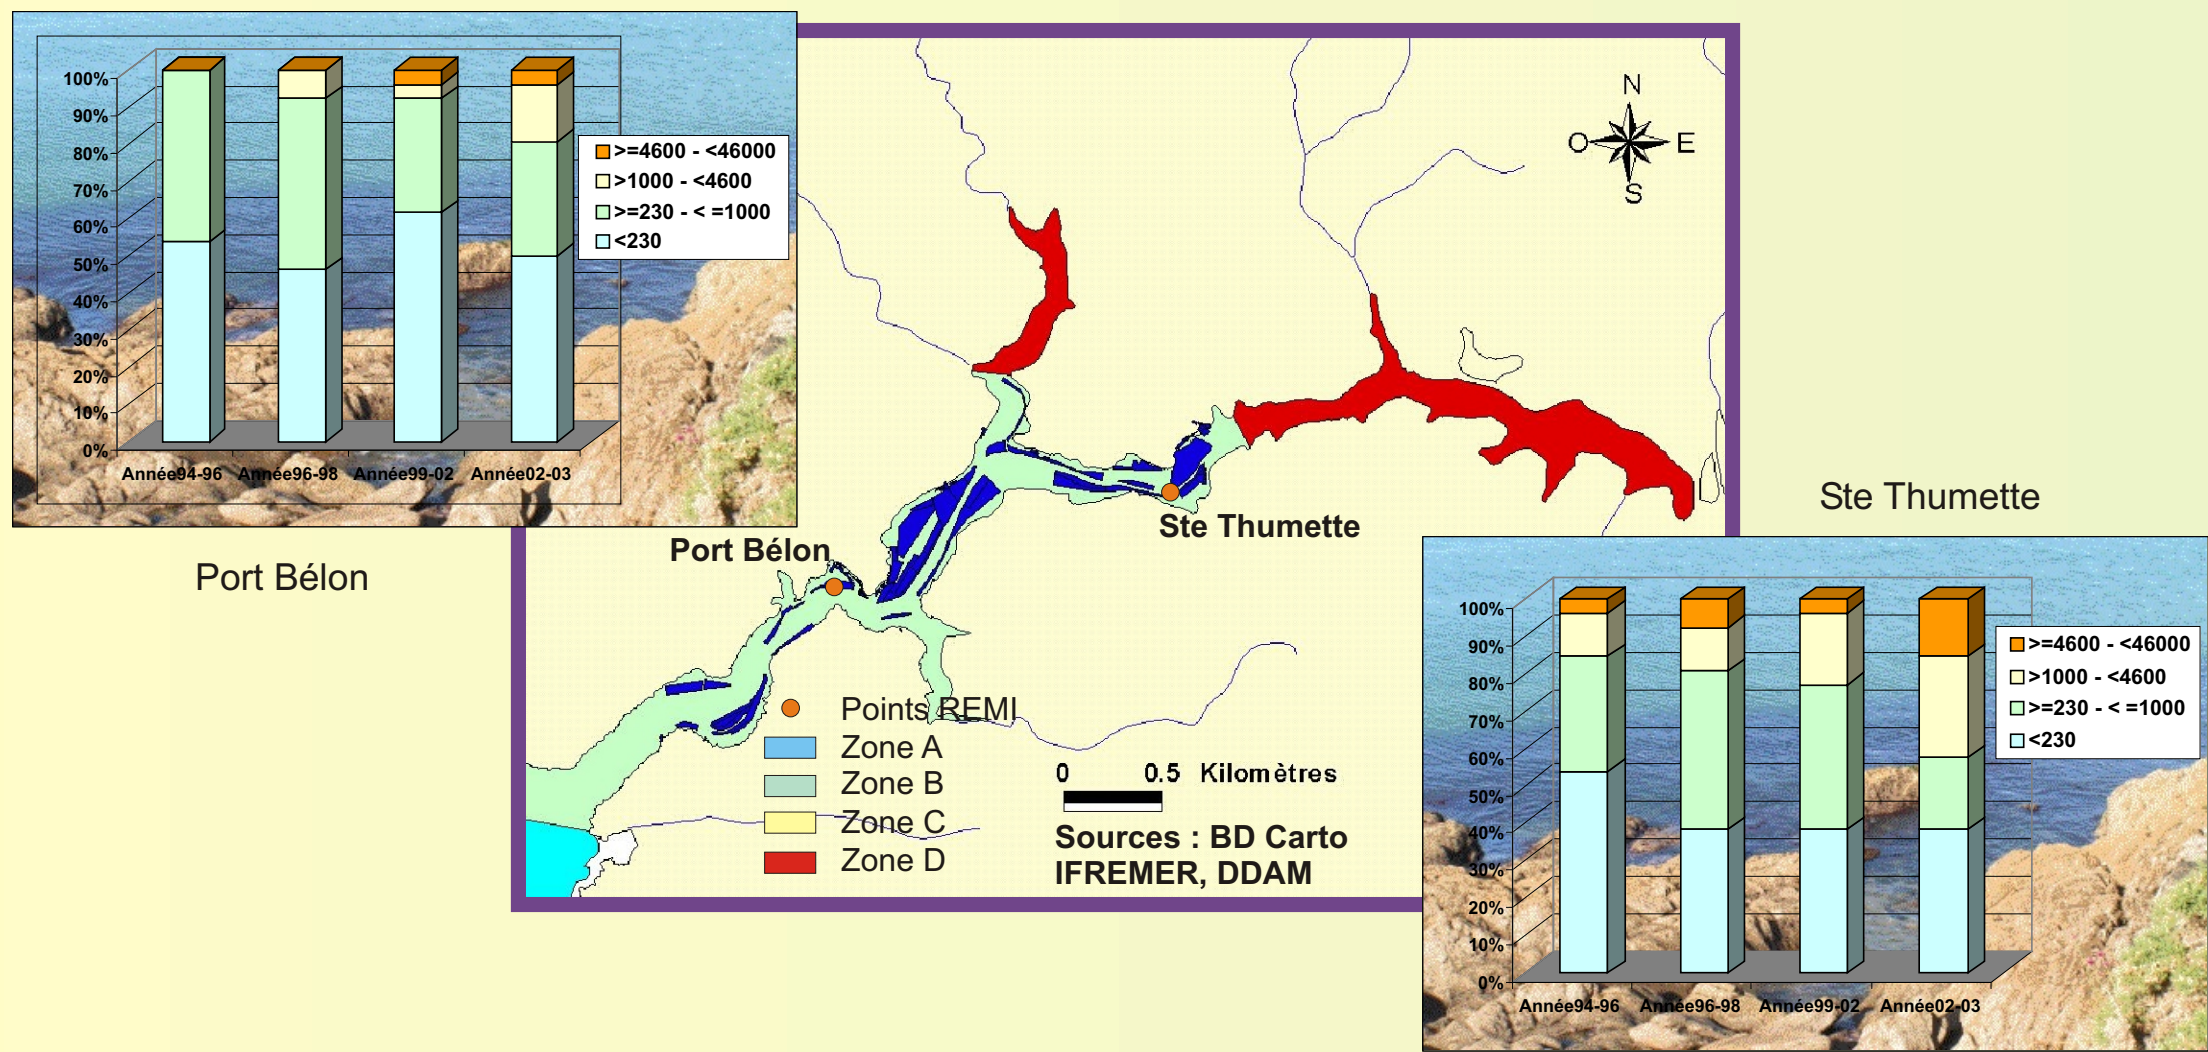 100%
90%
80%
70%
60%
50%
40%
30%
20%
10%
0%
Année94-96 Année96-98 Année99-02 Année02-03
>=4600 - <46000
>1000 - <4600
>=230 - < =1000
<230
Port Bélon
N
O E
S
Port Bélon
Ste Thumette
Points REMI
Zone A
Zone B
Zone C
Zone D
0 0.5 Kilomètres
Sources : BD Carto
IFREMER, DDAM
Ste Thumette
100%
90%
80%
70%
60%
50%
40%
30%
20%
10%
0%
Année94-96 Année96-98 Année99-02 Année02-03
>=4600 - <46000
>1000 - <4600
>=230 - < =1000
<230